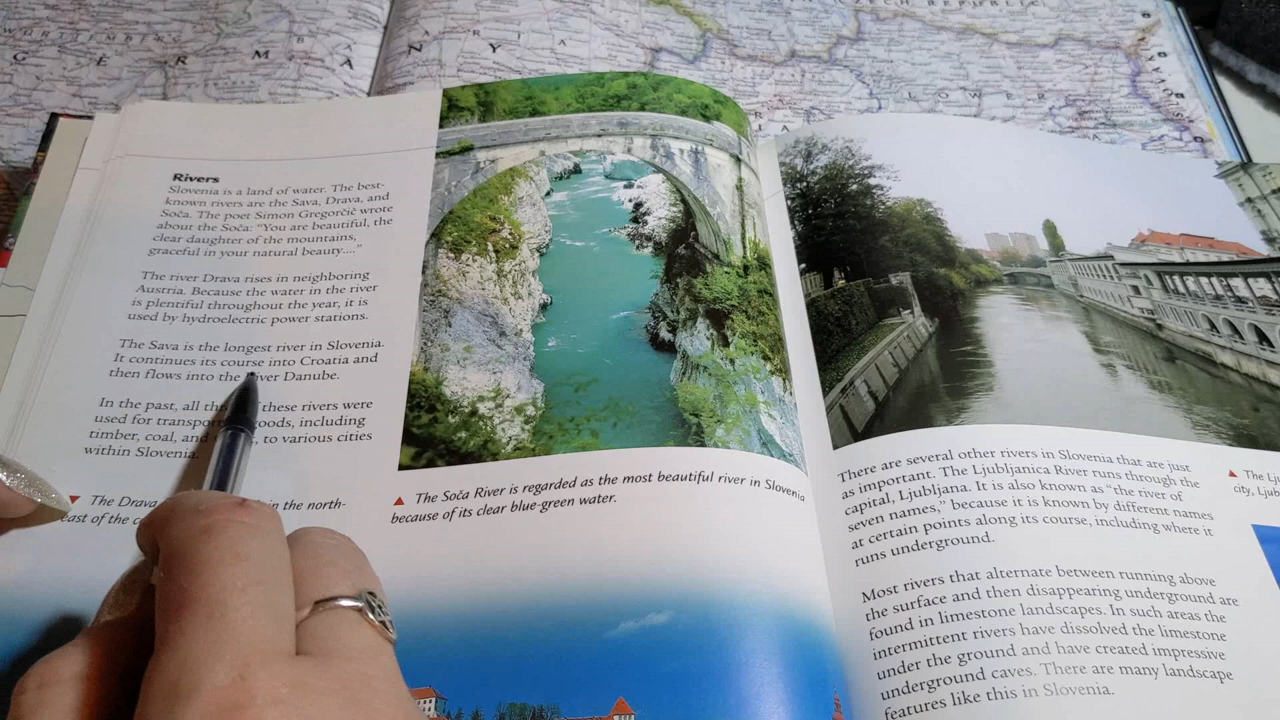 GERMANY
BA
ARIA
CH REPUBLIC
LOWER
Rivers
Slovenia is a land of water. The best-
known rivers are the Sava, Drava, and
Soča. The poet Simon Gregorčič wrote
about the Soča: “You are beautiful, the
clear daughter of the mountains,
graceful in your natural beauty....”
The river Drava rises in neighboring
Austria. Because the water in the river
is plentiful throughout the year, it is
used by hydroelectric power stations.
The Sava is the longest river in Slovenia.
It continues its course into Croatia and
then flows into the River Danube.
In the past, all these rivers were
used for goods, including
timber, coal, and to various cities
within Slovenia.
The Drava in the north-
east of the
The Soča River is regarded as the most beautiful river in Slovenia
because of its clear blue-green water.
There are several other rivers in Slovenia that are just
as important. The Ljubljanica River runs through the
capital, Ljubljana. It is also known as “the river of
seven names,” because it is known by different names
at certain points along its course, including where it
runs underground.
Most rivers that alternate between running above
the surface and then disappearing underground are
found in limestone landscapes. In such areas the
intermittent rivers have dissolved the limestone
under the ground and have created impressive
underground caves. There are many landscape
features like this in Slovenia.
The Lj
city, Ljub